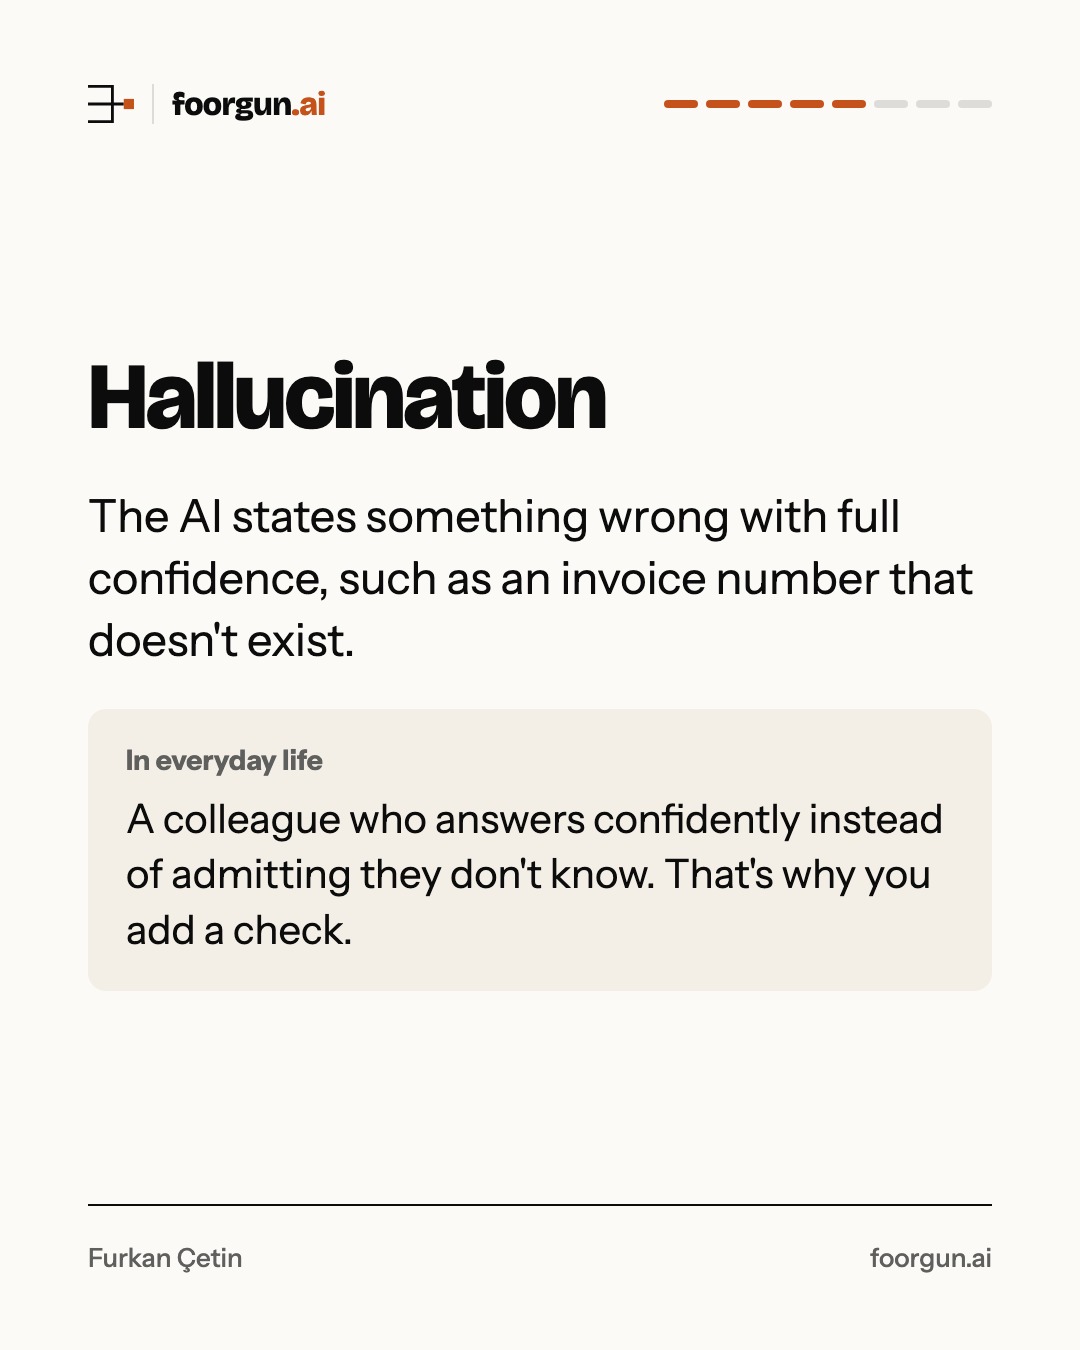 foorgun.ai
Hallucination
The AI states something wrong with full
confidence, such as an invoice number that
doesn't exist.
In everyday life
A colleague who answers confidently instead
of admitting they don't know. That's why you
add a check.
Furkan Çetin
foorgun.ai